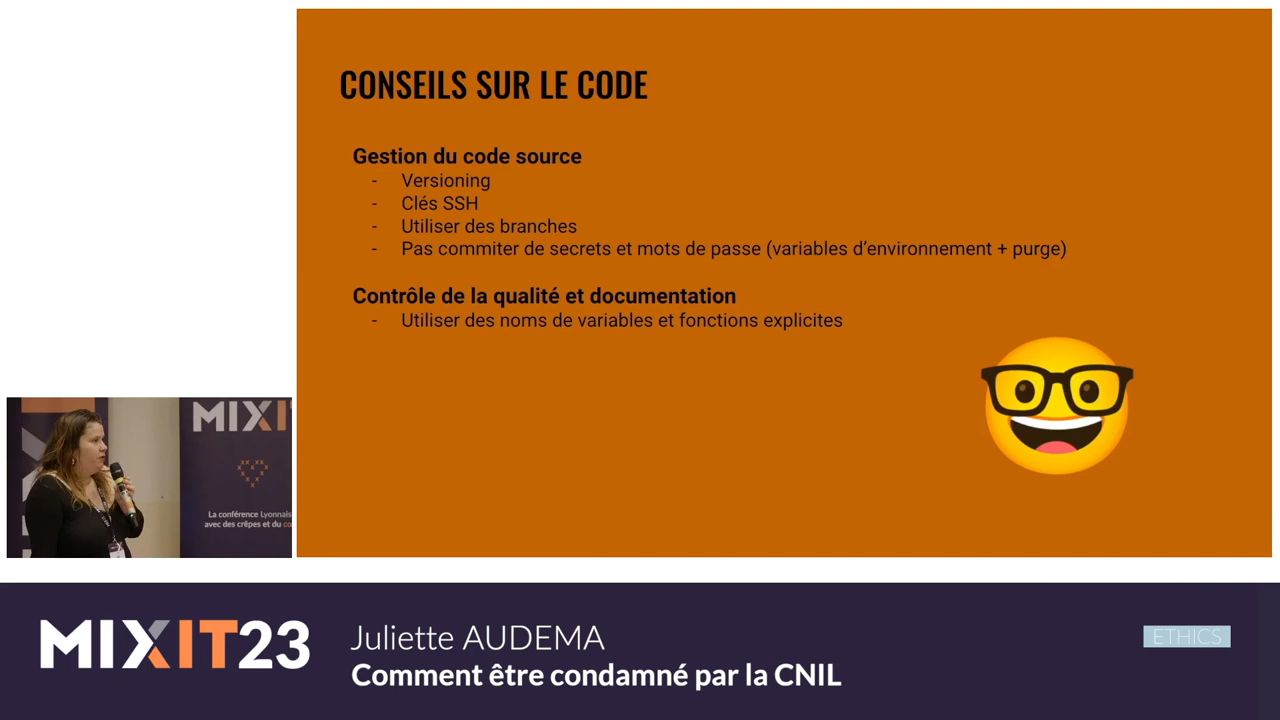 CONSEILS SUR LE CODE
Gestion du code source
- Versioning
- Clés SSH
- Utiliser des branches
- Pas commiter de secrets et mots de passe (variables d'environnement + purge)
Contrôle de la qualité et documentation
- Utiliser des noms de variables et fonctions explicites
MIXI
La conférence Lyonnais
avec des crêpes et du co
MIXIT23
Juliette AUDEMA
Comment être condamné par la CNIL
ETHICS